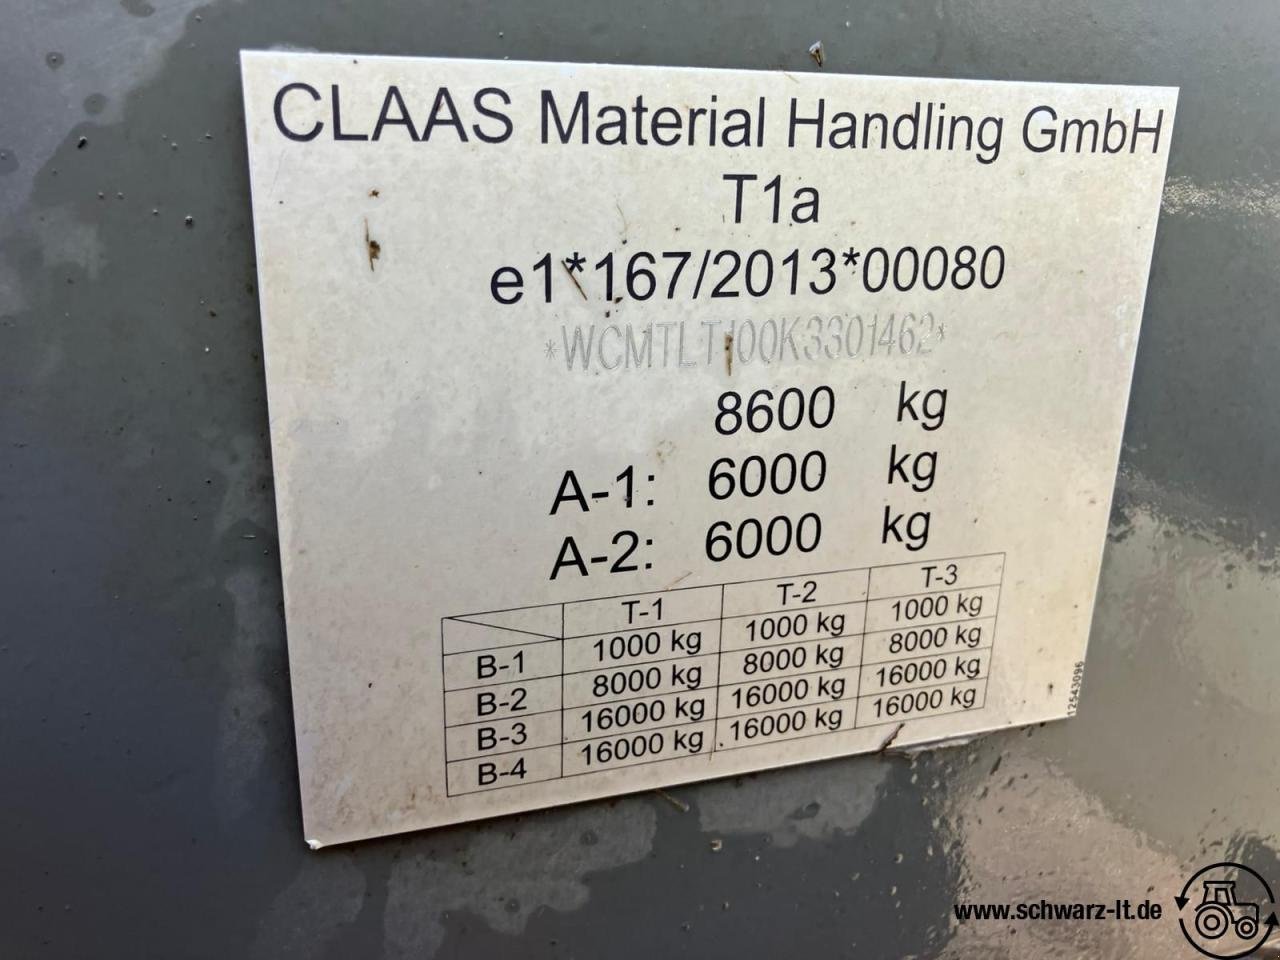 CLAAS Material Handling GmbH
T1a
e1*167/2013*00080
*WCMTLT100K3301462*
8600 kg
A-1: 6000 kg
A-2: 6000 kg
T-1 T-2 T-3
B-1 1000 kg 1000 kg 1000 kg
B-2 8000 kg 8000 kg 8000 kg
B-3 16000 kg 16000 kg 16000 kg
B-4 16000 kg 16000 kg 16000 kg
12543096
www.schwarz-lt.de